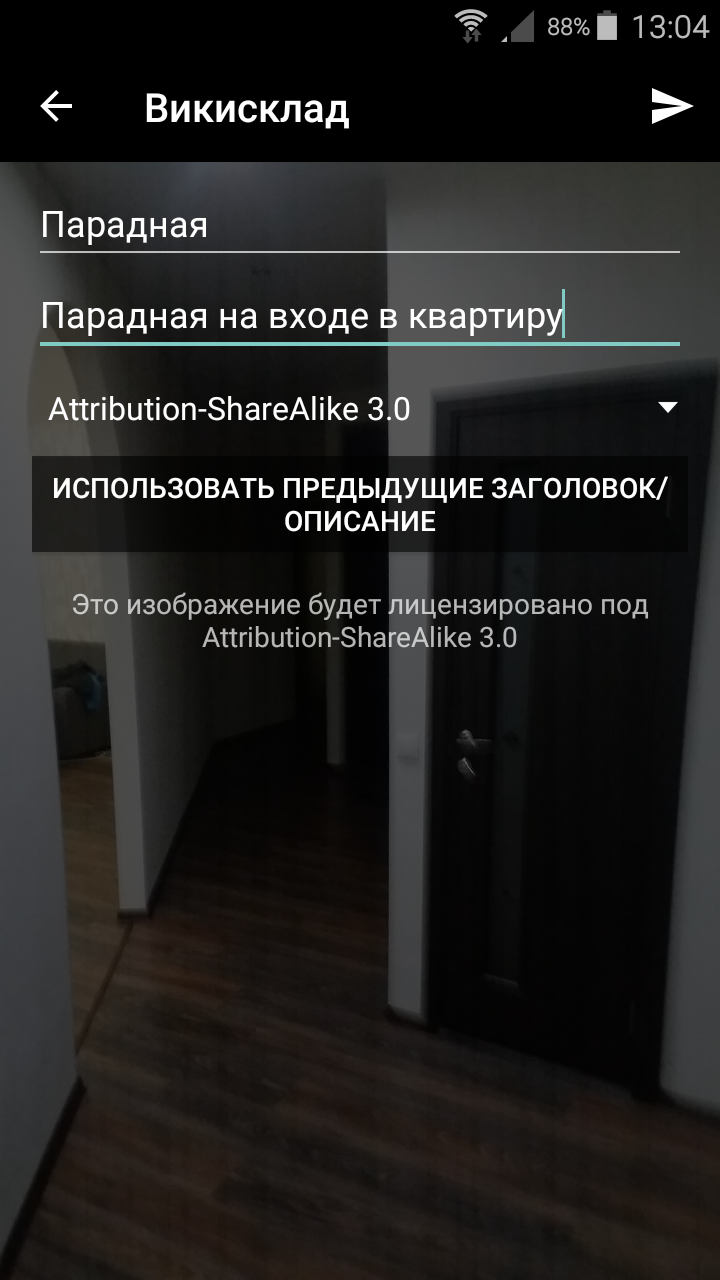 88% 13:04
Викисклад
Парадная
Парадная на входе в квартиру
Attribution-ShareAlike 3.0
ИСПОЛЬЗОВАТЬ ПРЕДЫДУЩИЕ ЗАГОЛОВОК/
ОПИСАНИЕ
Это изображение будет лицензировано под
Attribution-ShareAlike 3.0